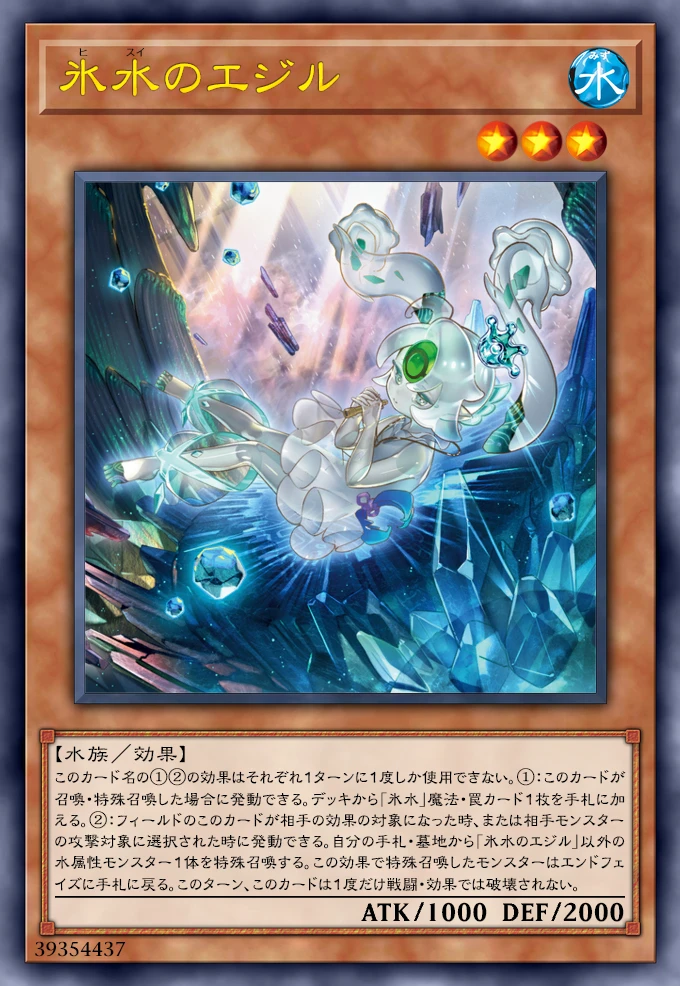 ヒ スイ
氷水のエジル
みず
水
【水族／効果】
このカード名の①②の効果はそれぞれ1ターンに1度しか使用できない。①：このカードが
召喚・特殊召喚した場合に発動できる。デッキから「氷水」魔法・罠カード1枚を手札に加
える。②：フィールドのこのカードが相手の効果の対象になった時、または相手モンスター
の攻撃対象に選択された時に発動できる。自分の手札・墓地から「氷水のエジル」以外の
水属性モンスター1体を特殊召喚する。この効果で特殊召喚したモンスターはエンドフェ
イズに手札に戻る。このターン、このカードは1度だけ戦闘・効果では破壊されない。
ATK/1000 DEF/2000
39354437